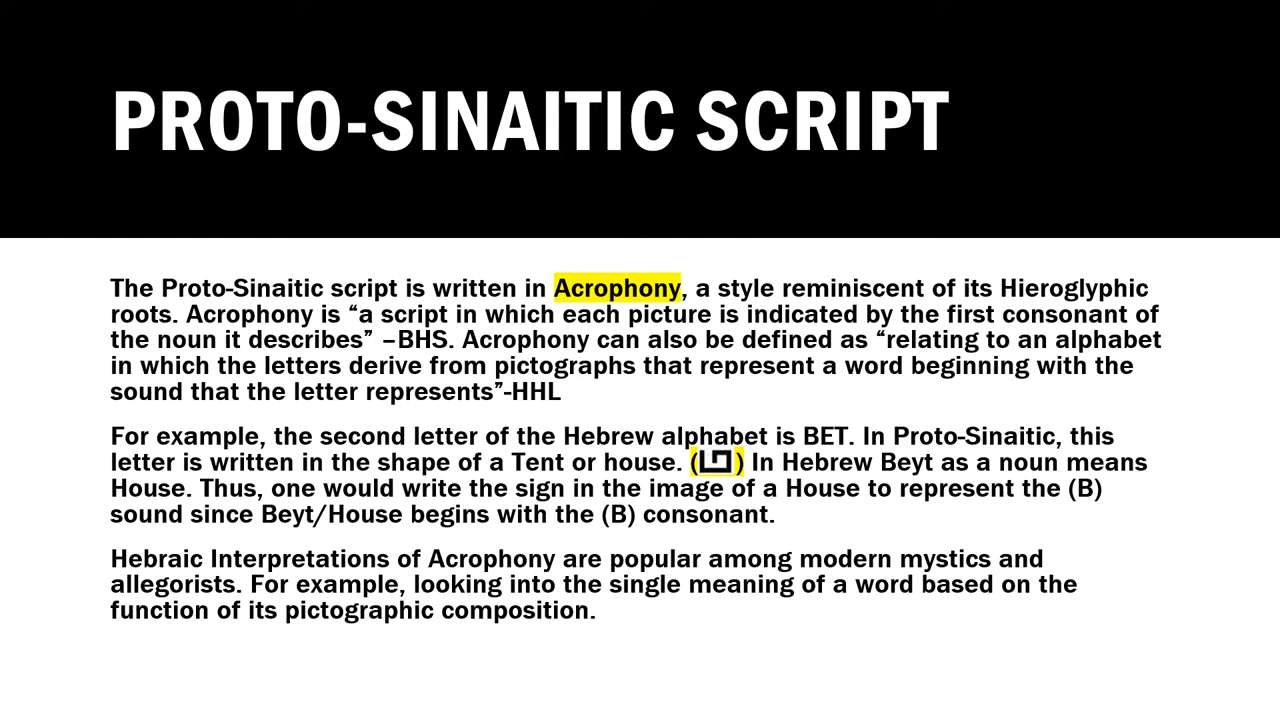 PROTO-SINAITIC SCRIPT
The Proto-Sinaitic script is written in Acrophony, a style reminiscent of its Hieroglyphic
roots. Acrophony is “a script in which each picture is indicated by the first consonant of
the noun it describes” –BHS. Acrophony can also be defined as “relating to an alphabet
in which the letters derive from pictographs that represent a word beginning with the
sound that the letter represents”-HHL
For example, the second letter of the Hebrew alphabet is BET. In Proto-Sinaitic, this
letter is written in the shape of a Tent or house. ( ) In Hebrew Beyt as a noun means
House. Thus, one would write the sign in the image of a House to represent the (B)
sound since Beyt/House begins with the (B) consonant.
Hebraic Interpretations of Acrophony are popular among modern mystics and
allegorists. For example, looking into the single meaning of a word based on the
function of its pictographic composition.